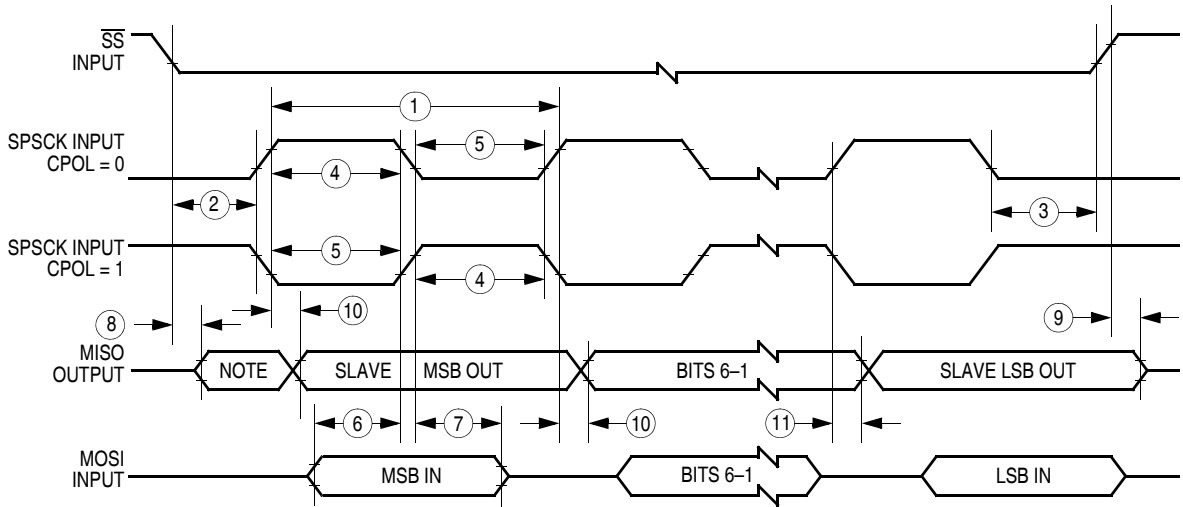 SS
INPUT
1
SPSCK INPUT
CPOL = 0
5
4
2
3
SPSCK INPUT
CPOL = 1
5
4
8
10
9
MISO
OUTPUT
NOTE
SLAVE MSB OUT
BITS 6–1
SLAVE LSB OUT
6
7
10
11
MOSI
INPUT
MSB IN
BITS 6–1
LSB IN